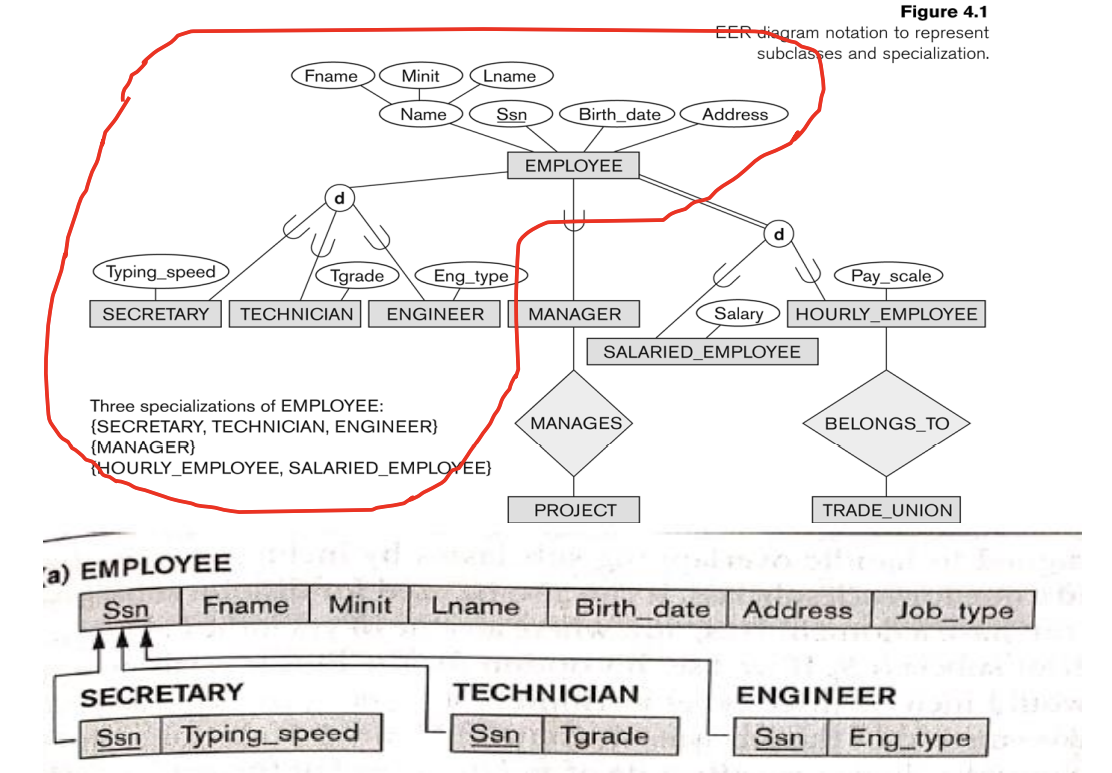 Figure 4.1
EER diagram notation to represent
subclasses and specialization.
Fname Minit Lname
Name Ssn Birth_date Address
EMPLOYEE
d
d
Typing_speed Tgrade Eng_type Pay_scale
SECRETARY TECHNICIAN ENGINEER MANAGER Salary HOURLY_EMPLOYEE
SALARIED_EMPLOYEE
Three specializations of EMPLOYEE:
{SECRETARY, TECHNICIAN, ENGINEER}
{MANAGER}
{HOURLY_EMPLOYEE, SALARIED_EMPLOYEE}
MANAGES BELONGS_TO
PROJECT TRADE_UNION
(a) EMPLOYEE
Ssn Fname Minit Lname Birth_date Address Job_type
SECRETARY TECHNICIAN ENGINEER
Ssn Typing_speed Ssn Tgrade Ssn Eng_type